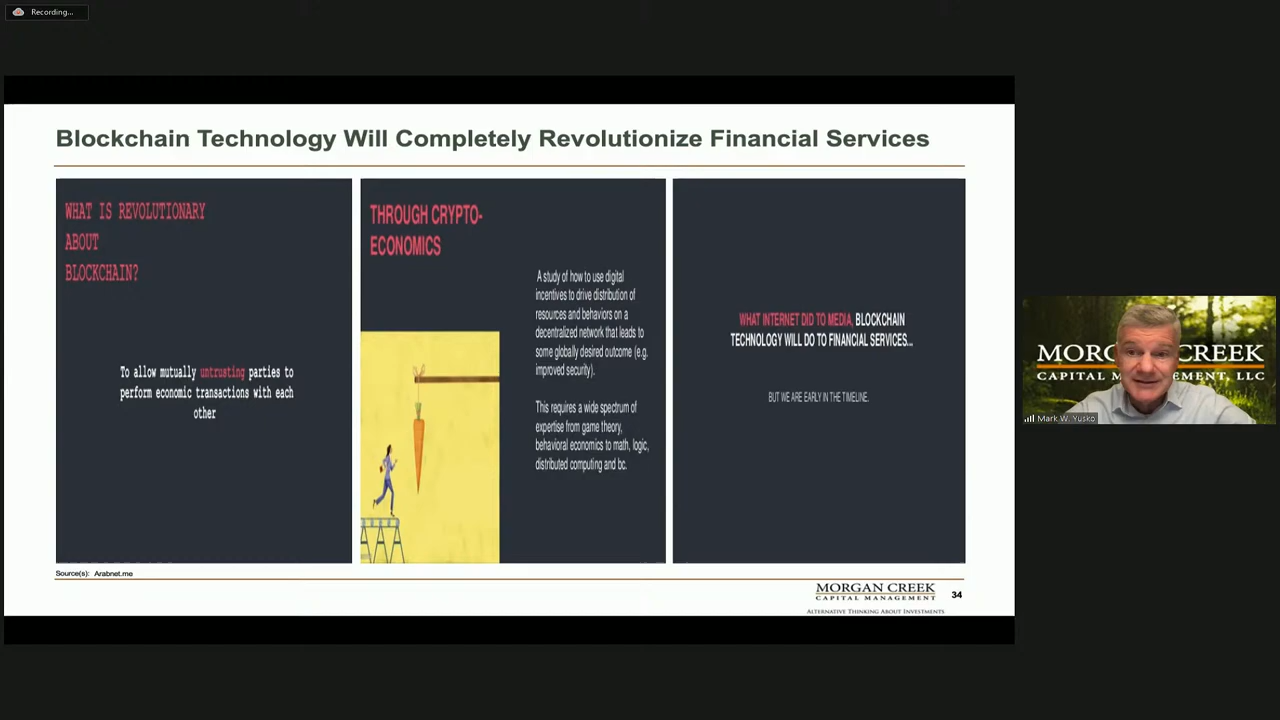 Recording...
Blockchain Technology Will Completely Revolutionize Financial Services
WHAT IS REVOLUTIONARY
ABOUT
BLOCKCHAIN?
To allow mutually untrusting parties to
perform economic transactions with each
other
THROUGH CRYPTO-
ECONOMICS
A study of how to use digital
incentives to drive distribution of
resources and behaviors on a
decentralized network that leads to
some globally desired outcome (e.g.
improved security).
This requires a wide spectrum of
expertise from game theory,
behavioral economics to math, logic,
distributed computing and bc.
WHAT INTERNET DID TO MEDIA, BLOCKCHAIN
TECHNOLOGY WILL DO TO FINANCIAL SERVICES...
BUT WE ARE EARLY IN THE TIMELINE.
Source(s): Arabnet.me
MORGAN CREEK
CAPITAL MANAGEMENT
ALTERNATIVE THINKING ABOUT INVESTMENTS
34
MORG CREEK
CAPITAL MA EMENT, LLC
Mark W. Yusko